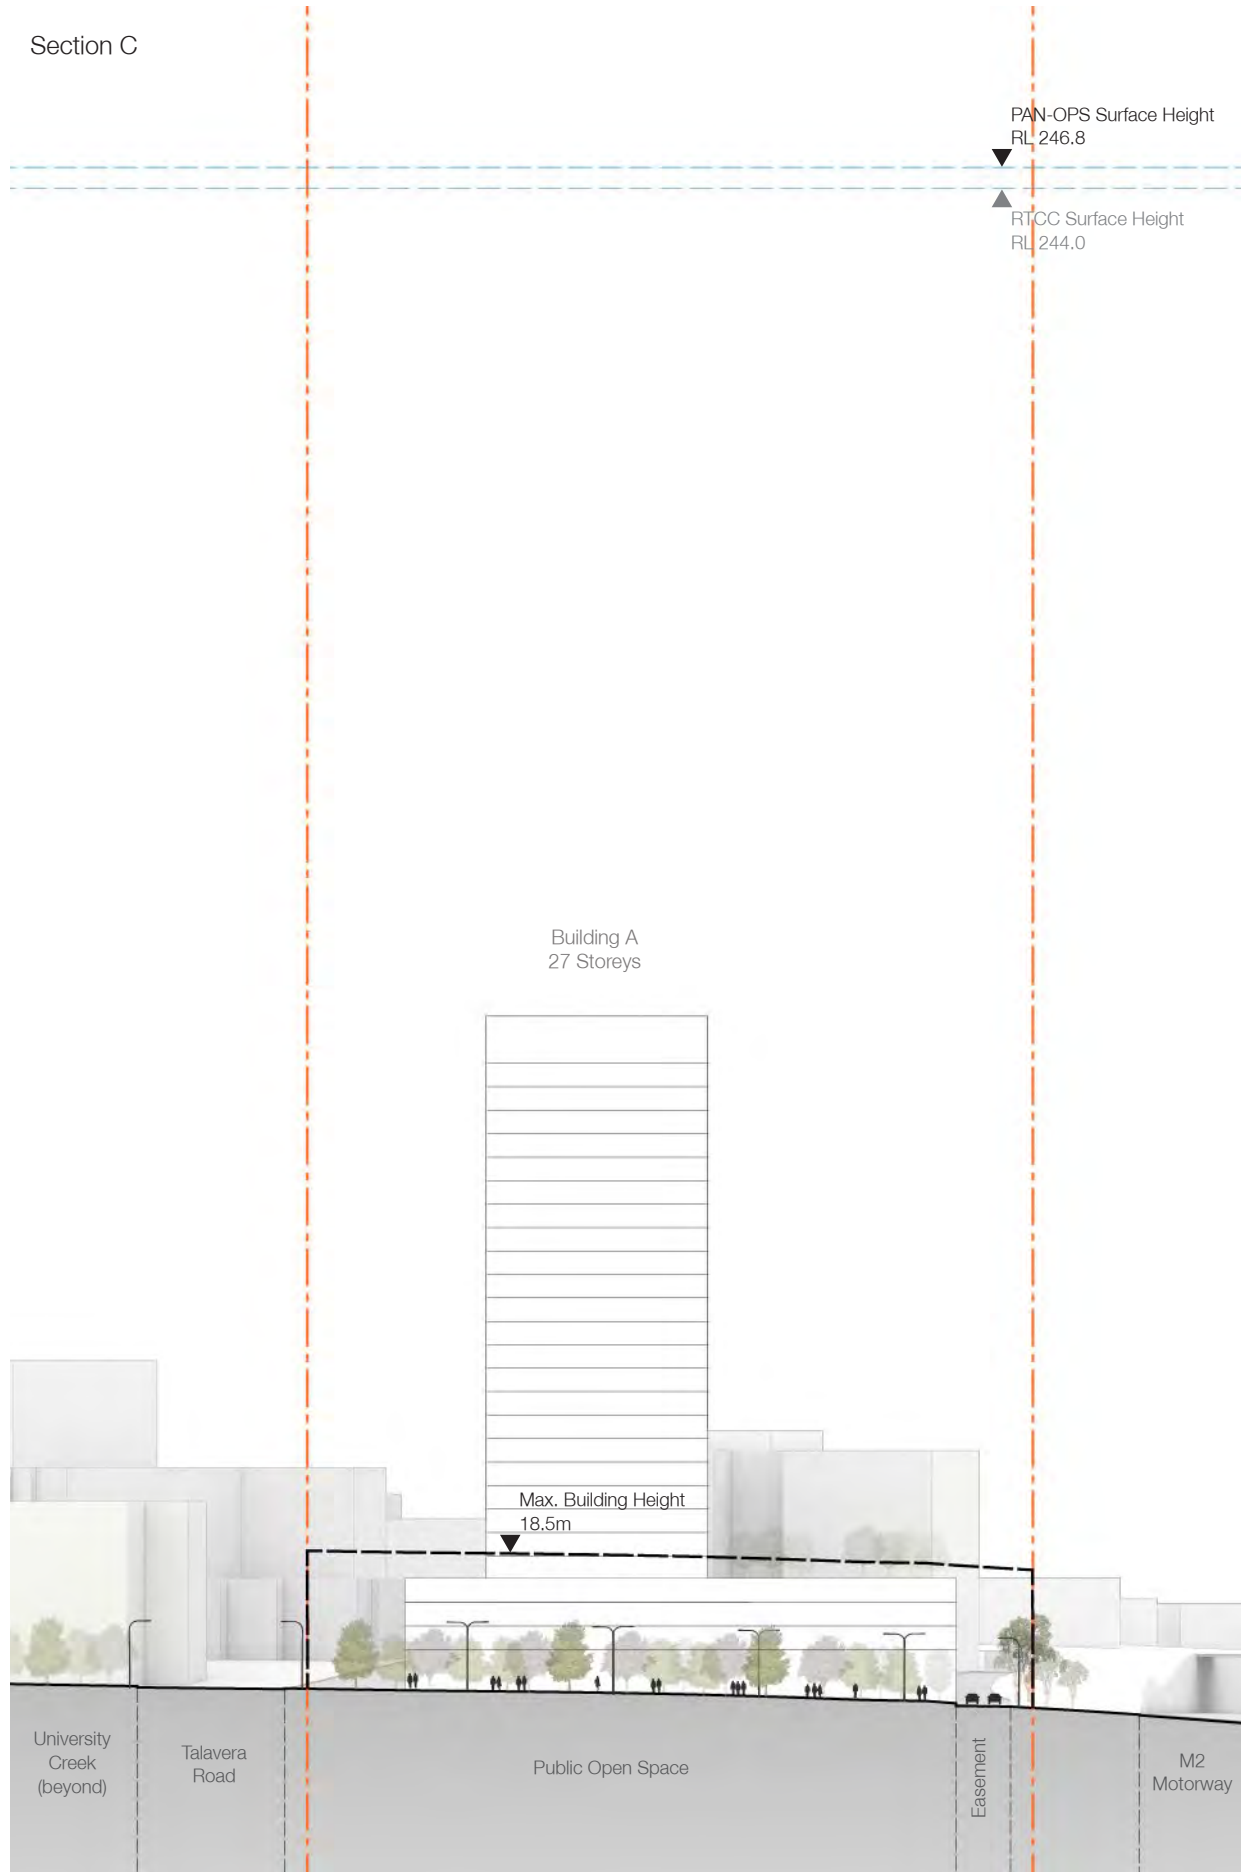 Section C
PAN-OPS Surface Height
RL 246.8
RTCC Surface Height
RL 244.0
Building A
27 Storeys
Max. Building Height
18.5m
University
Creek
(beyond)
Talavera
Road
Public Open Space
Easement
M2
Motorway